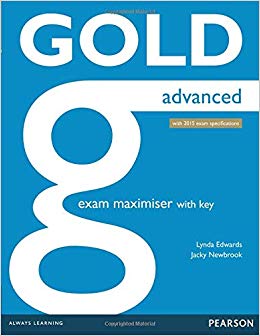 GOLD
advanced
with 2015 exam specifications
exam maximiser with key
Lynda Edwards
Jacky Newbrook
ALWAYS LEARNING
PEARSON